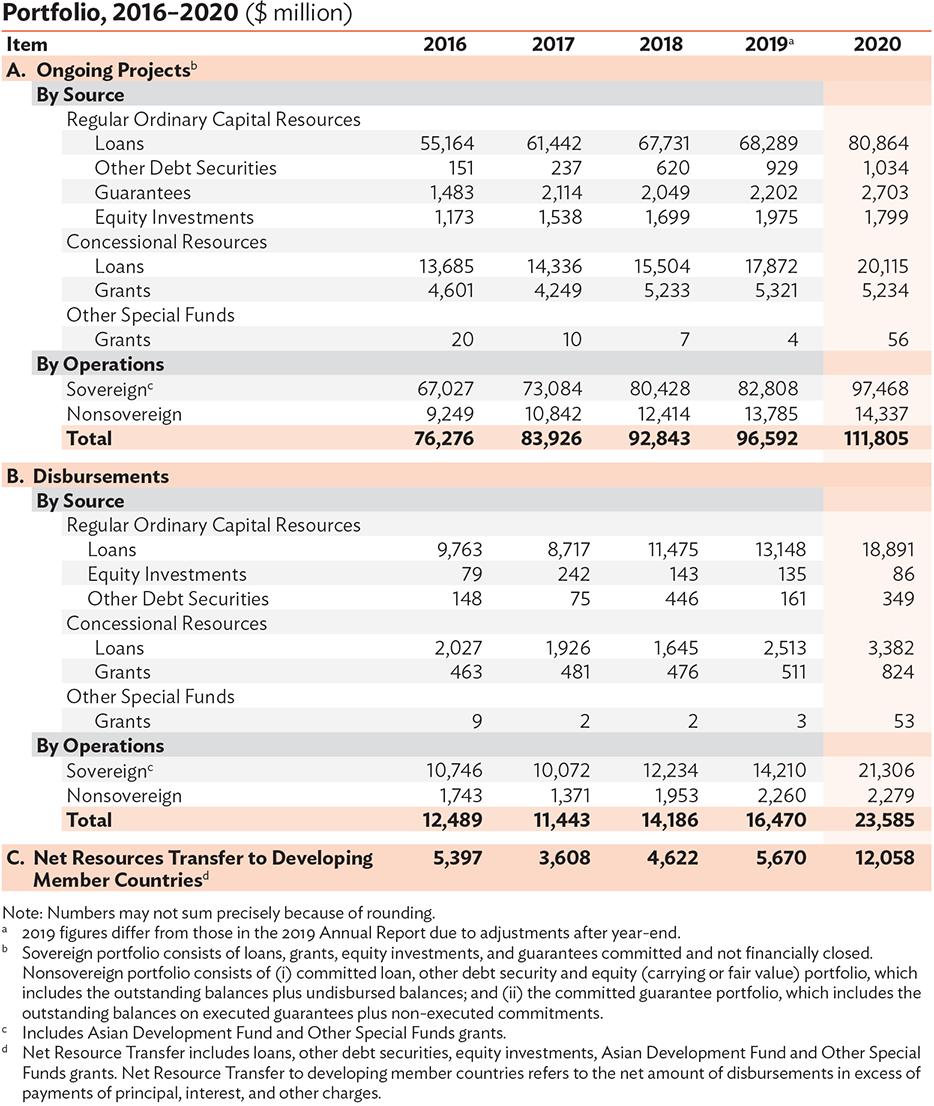 Portfolio, 2016–2020 ($ million)
Item 2016 2017 2018 2019a 2020
A. Ongoing Projectsb
By Source
Regular Ordinary Capital Resources
Loans 55,164 61,442 67,731 68,289 80,864
Other Debt Securities 151 237 620 929 1,034
Guarantees 1,483 2,114 2,049 2,202 2,703
Equity Investments 1,173 1,538 1,699 1,975 1,799
Concessional Resources
Loans 13,685 14,336 15,504 17,872 20,115
Grants 4,601 4,249 5,233 5,321 5,234
Other Special Funds
Grants 20 10 7 4 56
By Operations
Sovereignc 67,027 73,084 80,428 82,808 97,468
Nonsovereign 9,249 10,842 12,414 13,785 14,337
Total 76,276 83,926 92,843 96,592 111,805
B. Disbursements
By Source
Regular Ordinary Capital Resources
Loans 9,763 8,717 11,475 13,148 18,891
Equity Investments 79 242 143 135 86
Other Debt Securities 148 75 446 161 349
Concessional Resources
Loans 2,027 1,926 1,645 2,513 3,382
Grants 463 481 476 511 824
Other Special Funds
Grants 9 2 2 3 53
By Operations
Sovereignc 10,746 10,072 12,234 14,210 21,306
Nonsovereign 1,743 1,371 1,953 2,260 2,279
Total 12,489 11,443 14,186 16,470 23,585
C. Net Resources Transfer to Developing 5,397 3,608 4,622 5,670 12,058
Member Countriesd
Note: Numbers may not sum precisely because of rounding.
a 2019 figures differ from those in the 2019 Annual Report due to adjustments after year-end.
b Sovereign portfolio consists of loans, grants, equity investments, and guarantees committed and not financially closed.
Nonsovereign portfolio consists of (i) committed loan, other debt security and equity (carrying or fair value) portfolio, which
includes the outstanding balances plus undisbursed balances; and (ii) the committed guarantee portfolio, which includes the
outstanding balances on executed guarantees plus non-executed commitments.
c Includes Asian Development Fund and Other Special Funds grants.
d Net Resource Transfer includes loans, other debt securities, equity investments, Asian Development Fund and Other Special
Funds grants. Net Resource Transfer to developing member countries refers to the net amount of disbursements in excess of
payments of principal, interest, and other charges.